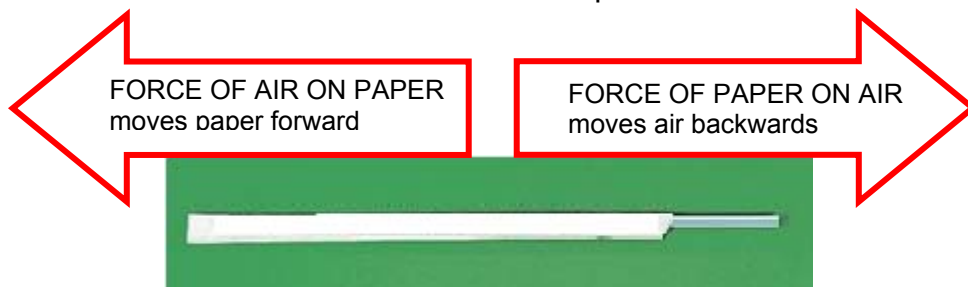 FORCE OF AIR ON PAPER
moves paper forward
FORCE OF PAPER ON AIR
moves air backwards